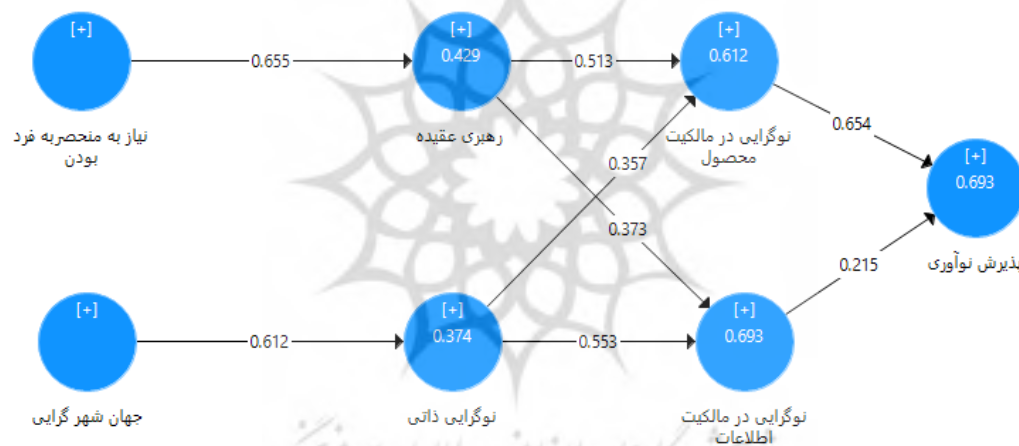 [+]
[+]
0.429
[+]
0.612
0.655
0.513
نیاز به منحصربه فرد
بودن
رهبری عقیده
نوگرایی در مالکیت
محصول
0.654
0.357
[+]
0.693
0.373
پذیرش نوآوری
0.215
[+]
[+]
0.374
[+]
0.693
0.612
0.553
جهان شهر گرایی
نوگرایی ذاتی
نوگرایی در مالکیت
اطلاعات